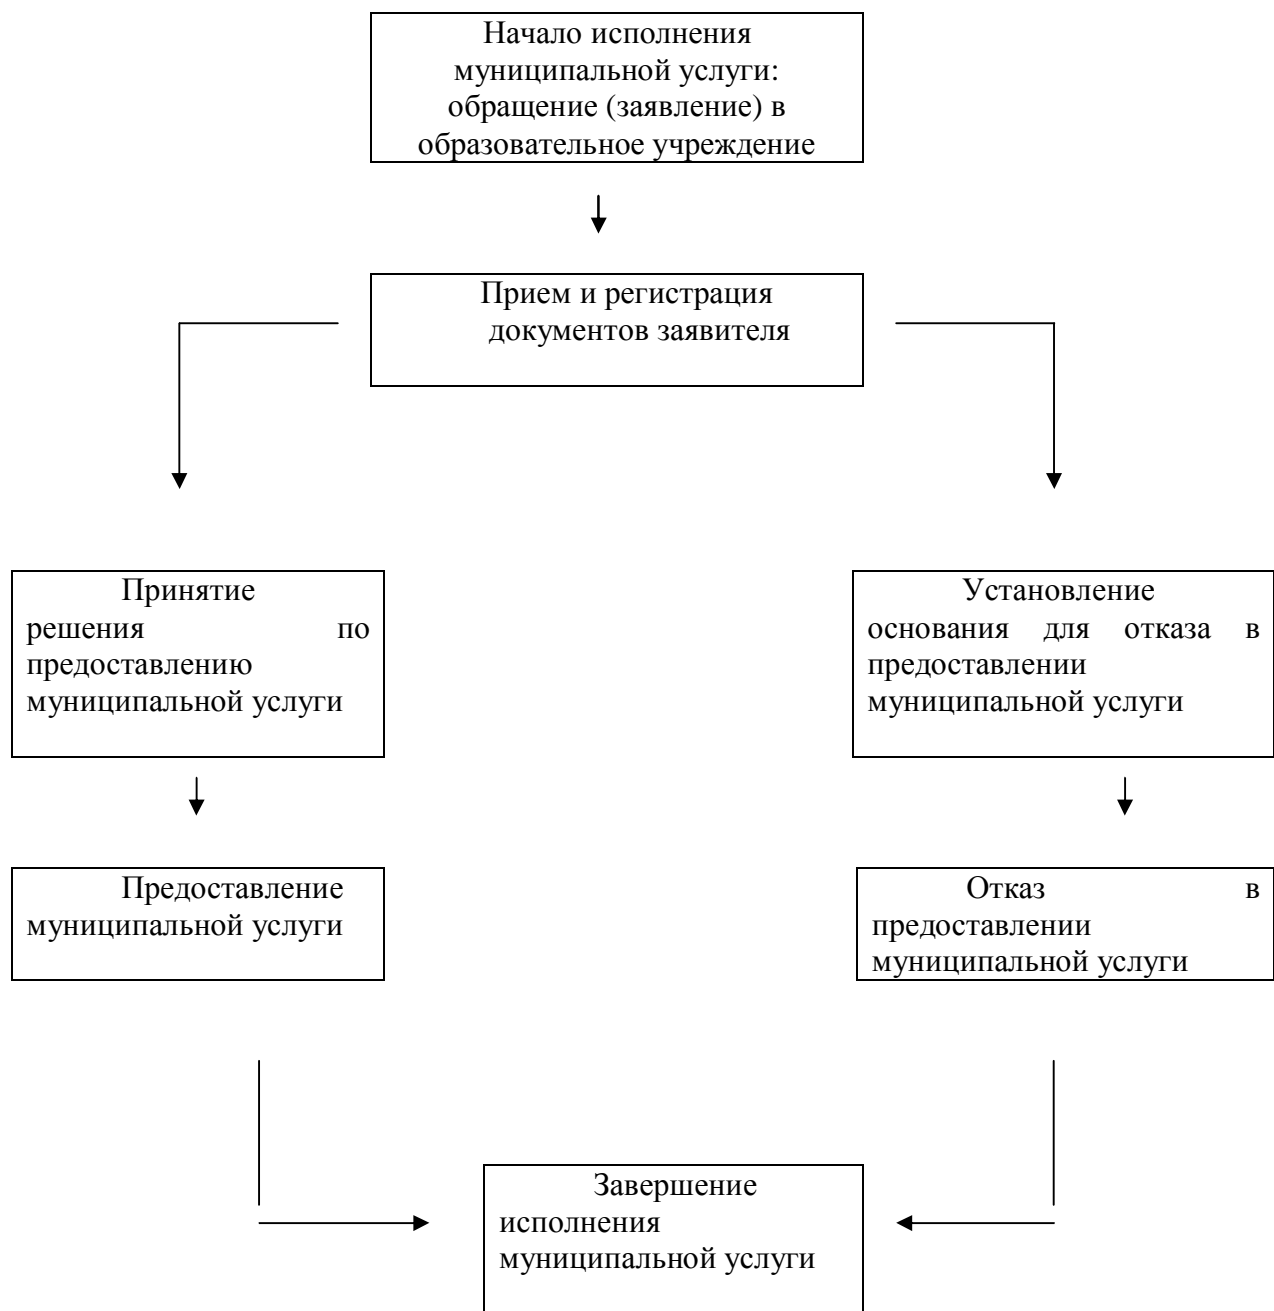 Начало исполнения
муниципальной услуги:
обращение (заявление) в
образовательное учреждение
Прием и регистрация
документов заявителя
Принятие
решения по
предоставлению
муниципальной услуги
Установление
основания для отказа в
предоставлении
муниципальной услуги
Предоставление
муниципальной услуги
Отказ в
предоставлении
муниципальной услуги
Завершение
исполнения
муниципальной услуги